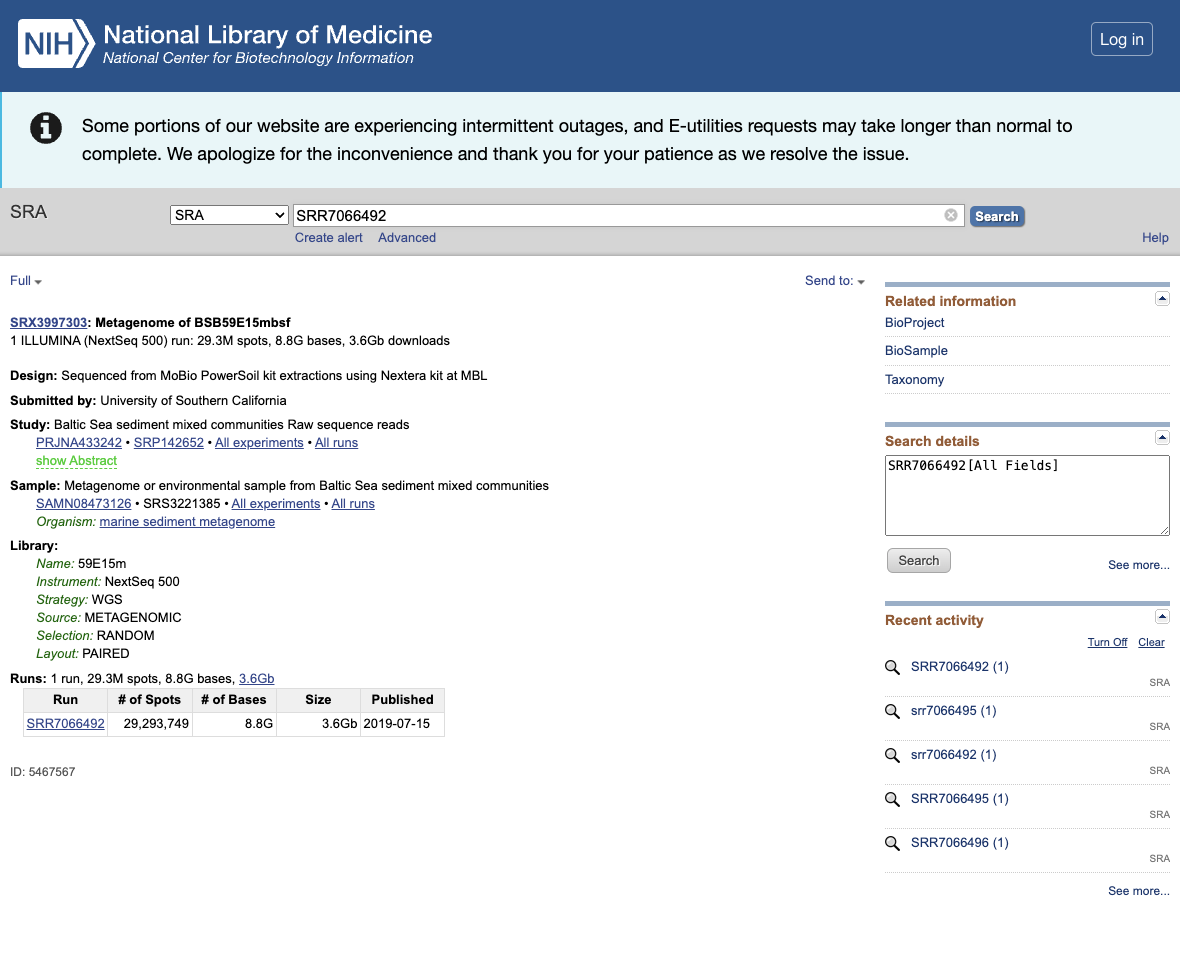 NIH National Library of Medicine
National Center for Biotechnology Information
Log in
Some portions of our website are experiencing intermittent outages, and E-utilities requests may take longer than normal to
complete. We apologize for the inconvenience and thank you for your patience as we resolve the issue.
SRA
SRA
SRR7066492
Search
Create alert Advanced
Help
Full
Send to:
SRX3997303: Metagenome of BSB59E15mbsf
1 ILLUMINA (NextSeq 500) run: 29.3M spots, 8.8G bases, 3.6Gb downloads
Design: Sequenced from MoBio PowerSoil kit extractions using Nextera kit at MBL
Submitted by: University of Southern California
Study: Baltic Sea sediment mixed communities Raw sequence reads
PRJNA433242 • SRP142652 • All experiments • All runs
show Abstract
Sample: Metagenome or environmental sample from Baltic Sea sediment mixed communities
SAMN08473126 • SRS3221385 • All experiments • All runs
Organism: marine sediment metagenome
Library:
Name: 59E15m
Instrument: NextSeq 500
Strategy: WGS
Source: METAGENOMIC
Selection: RANDOM
Layout: PAIRED
Runs: 1 run, 29.3M spots, 8.8G bases, 3.6Gb
Run # of Spots # of Bases Size Published
SRR7066492 29,293,749 8.8G 3.6Gb 2019-07-15
ID: 5467567
Related information
BioProject
BioSample
Taxonomy
Search details
SRR7066492[All Fields]
Search
See more...
Recent activity
Turn Off Clear
SRR7066492 (1)
SRA
srr7066495 (1)
SRA
srr7066492 (1)
SRA
SRR7066495 (1)
SRA
SRR7066496 (1)
SRA
See more...